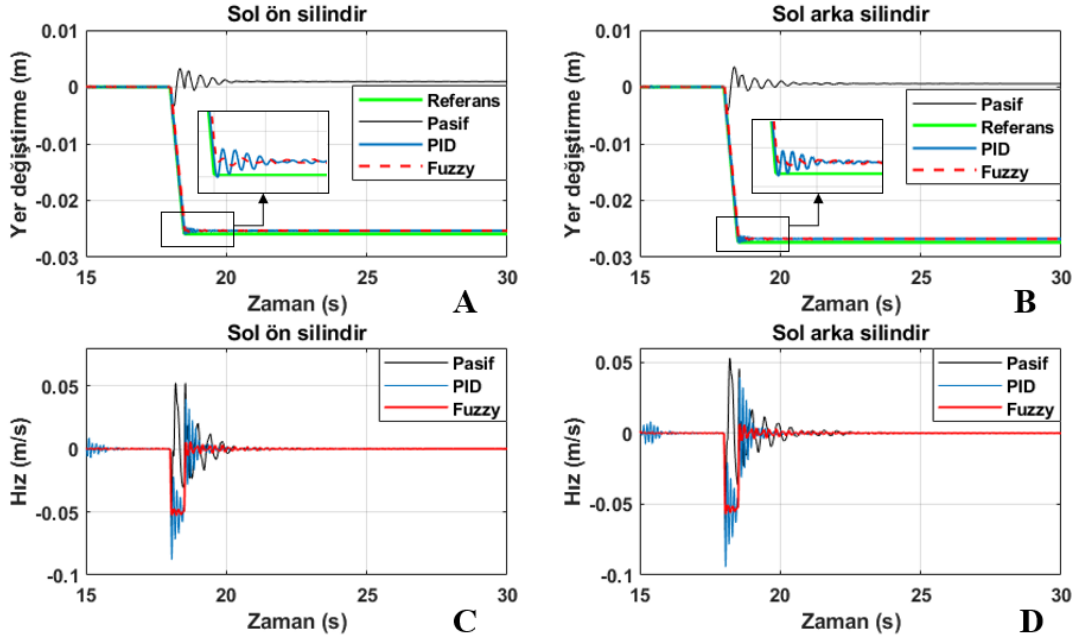 Sol ön silindir
0.01
0
-0.01
-0.02
-0.03
Yer değiştirme (m)
Referans
Pasif
PID
Fuzzy
15
20
25
30
Zaman (s)
A
Sol arka silindir
0.01
0
-0.01
-0.02
-0.03
Yer değiştirme (m)
Pasif
Referans
PID
Fuzzy
15
20
25
30
Zaman (s)
B
Sol ön silindir
0.05
0
-0.05
-0.1
Hız (m/s)
Pasif
PID
Fuzzy
15
20
25
30
Zaman (s)
C
Sol arka silindir
0.05
0
-0.05
-0.1
Hız (m/s)
Pasif
PID
Fuzzy
15
20
25
30
Zaman (s)
D